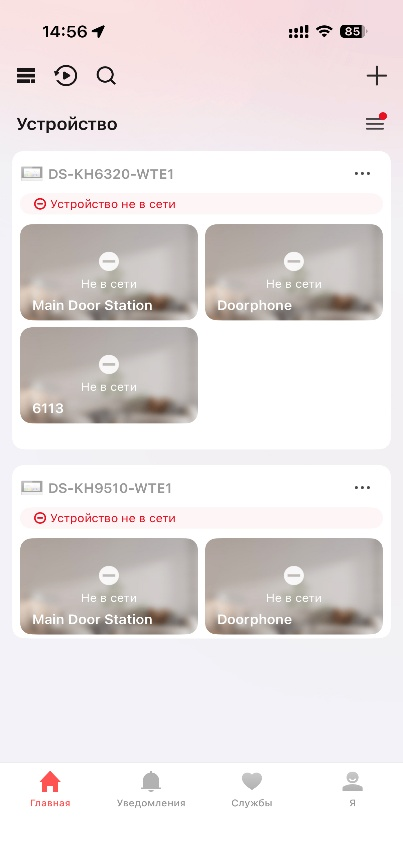 14:56
85
Устройство
DS-KH6320-WTE1
Устройство не в сети
Не в сети
Main Door Station
Не в сети
Doorphone
Не в сети
6113
DS-KH9510-WTE1
Устройство не в сети
Не в сети
Main Door Station
Не в сети
Doorphone
Главная
Уведомления
Службы
Я